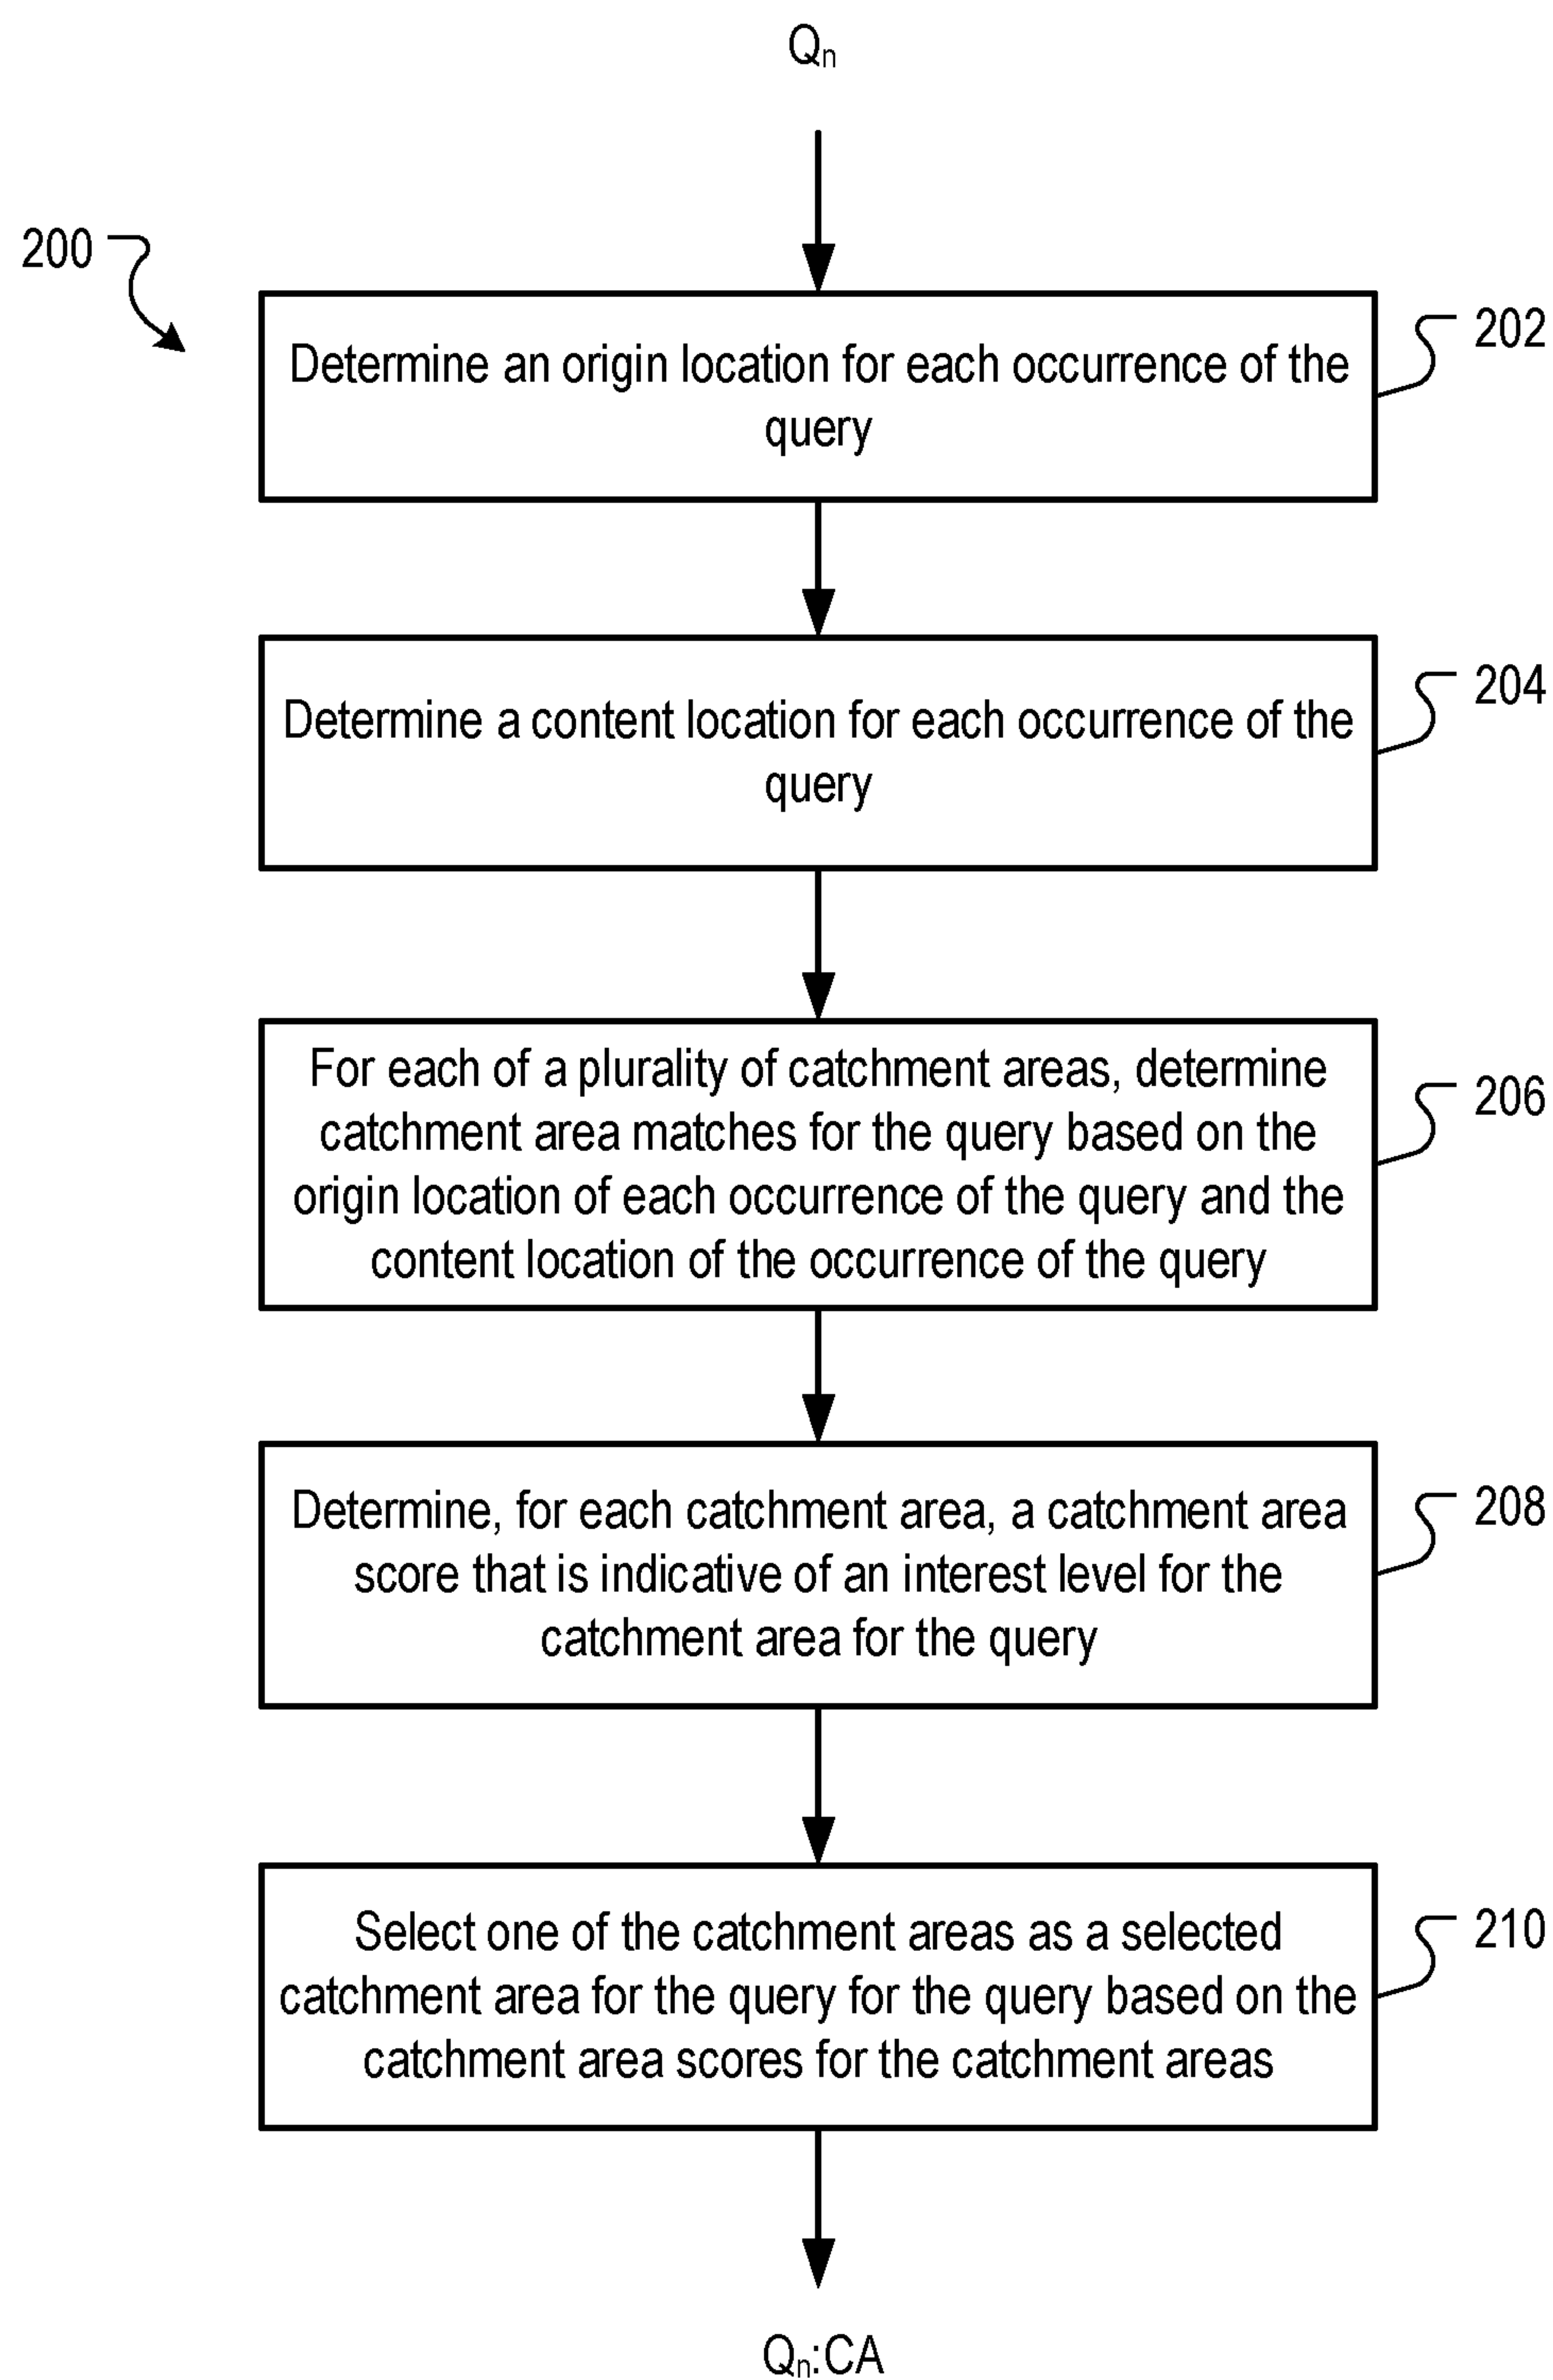 Qn
200
Determine an origin location for each occurrence of the
query
202
Determine a content location for each occurrence of the
query
204
For each of a plurality of catchment areas, determine
catchment area matches for the query based on the
origin location of each occurrence of the query and the
content location of the occurrence of the query
206
Determine, for each catchment area, a catchment area
score that is indicative of an interest level for the
catchment area for the query
208
Select one of the catchment areas as a selected
catchment area for the query for the query based on the
catchment area scores for the catchment areas
210
Qn:CA